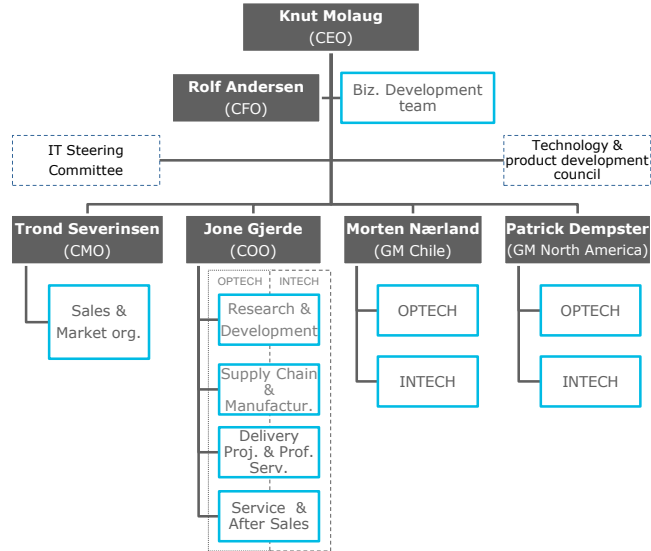 Knut Molaug
(CEO)
Rolf Andersen
(CFO)
Biz. Development
team
IT Steering
Committee
Technology &
product development
council
Trond Severinsen
(CMO)
Jone Gjerde
(COO)
Morten Nærland
(GM Chile)
Patrick Dempster
(GM North America)
Sales &
Market org.
OPTECH
INTECH
Research &
Development
Supply Chain
&
Manufactur.
Delivery
Proj. & Prof.
Serv.
Service &
After Sales
OPTECH
INTECH
OPTECH
INTECH